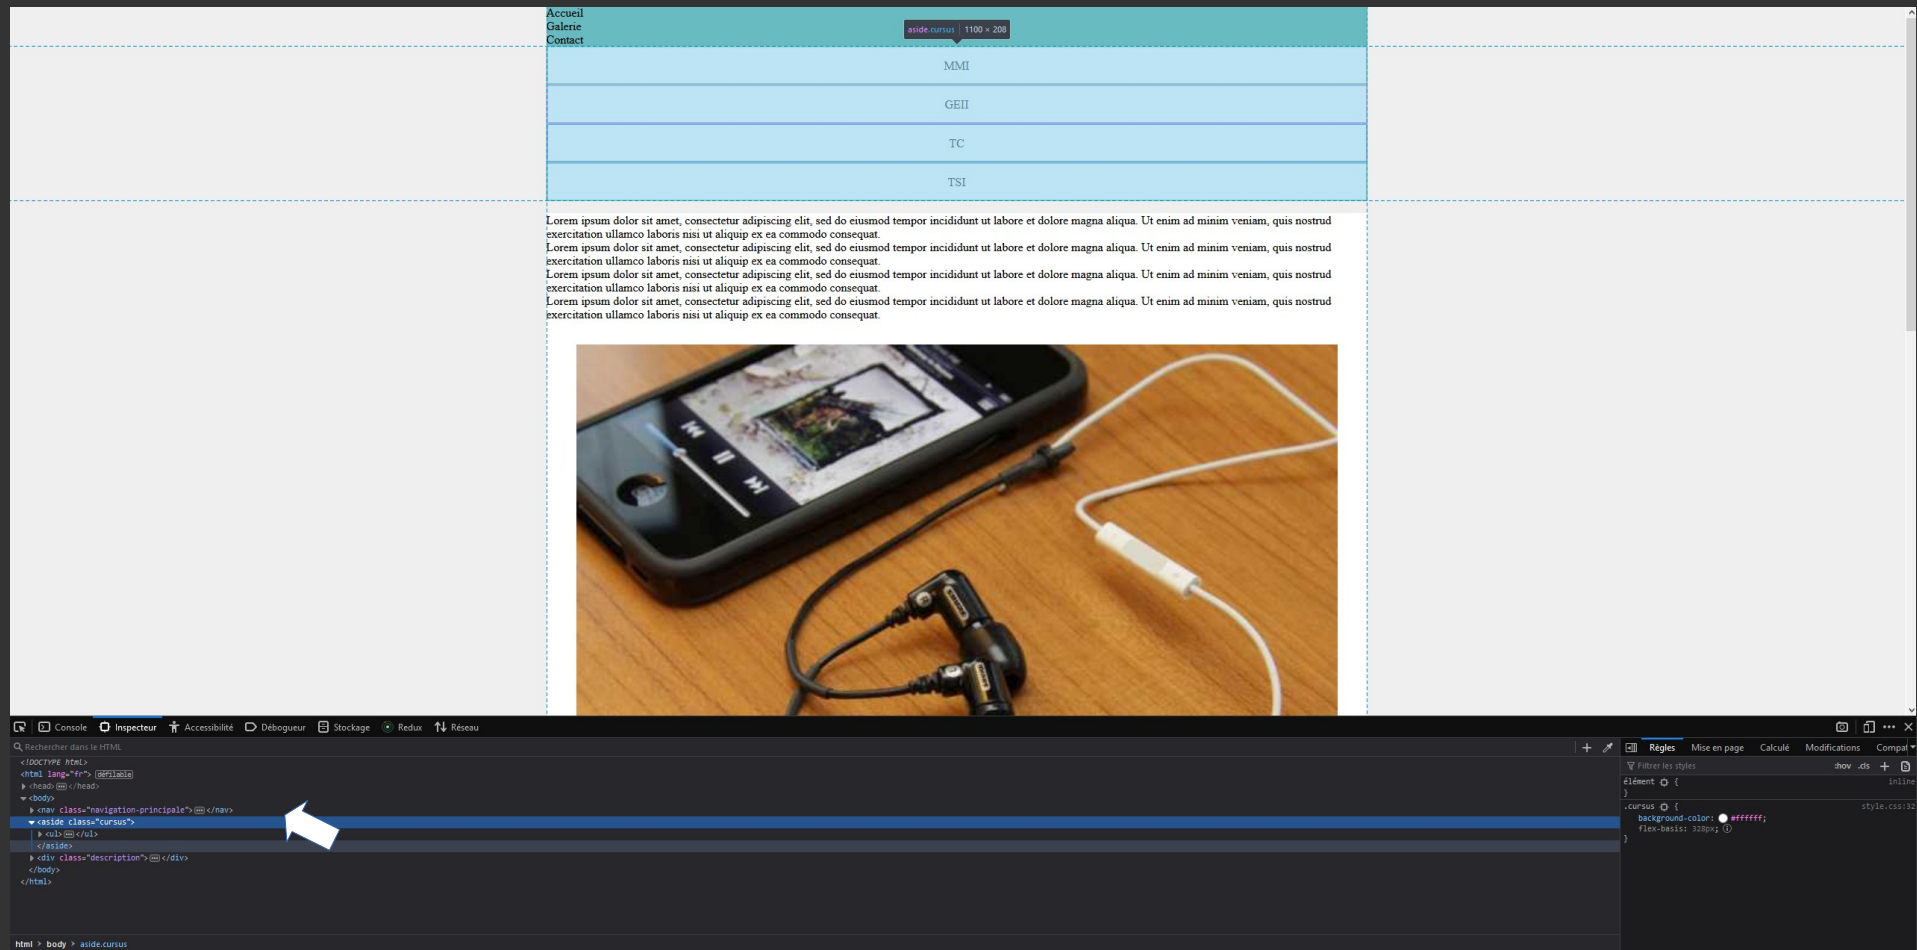 Accueil
Galerie
Contact
aside.cursus 1100 × 208
MMI
GEII
TC
TSI
Lorem ipsum dolor sit amet, consectetur adipiscing elit, sed do eiusmod tempor incididunt ut labore et dolore magna aliqua. Ut enim ad minim veniam, quis nostrud
exercitation ullamco laboris nisi ut aliquip ex ea commodo consequat.
Lorem ipsum dolor sit amet, consectetur adipiscing elit, sed do eiusmod tempor incididunt ut labore et dolore magna aliqua. Ut enim ad minim veniam, quis nostrud
exercitation ullamco laboris nisi ut aliquip ex ea commodo consequat.
Lorem ipsum dolor sit amet, consectetur adipiscing elit, sed do eiusmod tempor incididunt ut labore et dolore magna aliqua. Ut enim ad minim veniam, quis nostrud
exercitation ullamco laboris nisi ut aliquip ex ea commodo consequat.
Lorem ipsum dolor sit amet, consectetur adipiscing elit, sed do eiusmod tempor incididunt ut labore et dolore magna aliqua. Ut enim ad minim veniam, quis nostrud
exercitation ullamco laboris nisi ut aliquip ex ea commodo consequat.
Console Inspecteur Accessibilité Débogueur Stockage Redux Réseau
Rechercher dans le HTML
<!DOCTYPE html>
<html lang="fr"> défilable
<head> ••• </head>
<body>
<nav class="navigation-principale"> ••• </nav>
<aside class="cursus">
<ul> ••• </ul>
</aside>
<div class="description"> ••• </div>
</body>
</html>
html > body > aside.cursus
Règles Mise en page Calculé Modifications Compat
Filtrer les styles :hov .cls +
élément { inline
}
.cursus { style.css:32
background-color: #ffffff;
flex-basis: 328px;
}